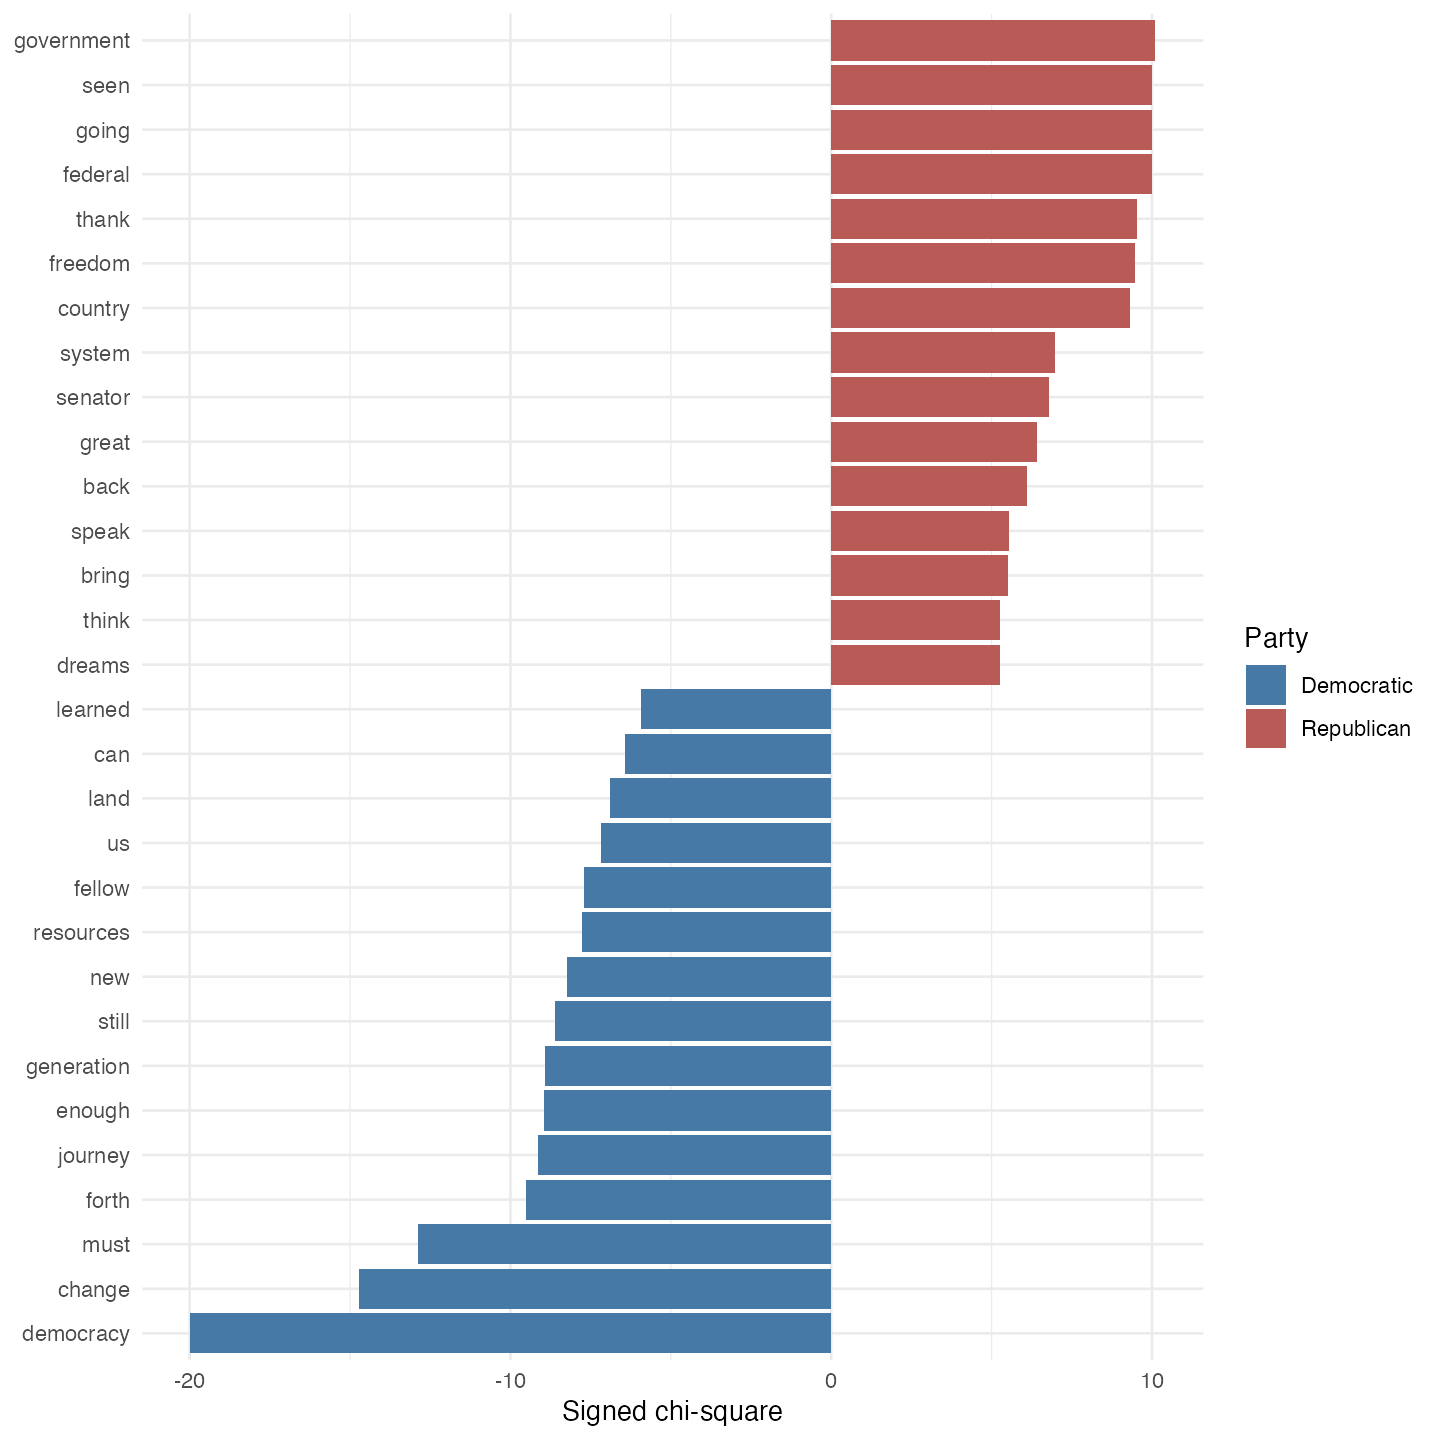 government
seen
going
federal
thank
freedom
country
system
senator
great
back
speak
bring
think
dreams
learned
can
land
us
fellow
resources
new
still
generation
enough
journey
forth
must
change
democracy
-20 -10 0 10
Signed chi-square
Party
Democratic
Republican